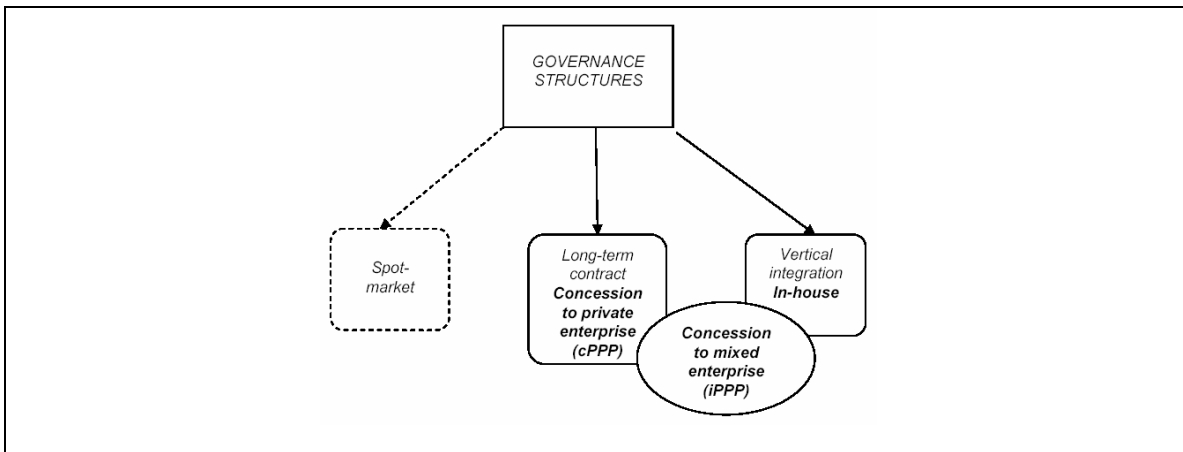 GOVERNANCE
STRUCTURES
Spot-
market
Long-term
contract
Concession
to private
enterprise
(cPPP)
Vertical
integration
In-house
Concession
to mixed
enterprise
(iPPP)